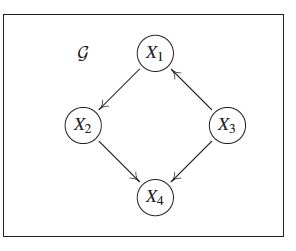 𝒢 X₁
X₂ X₃
X₄